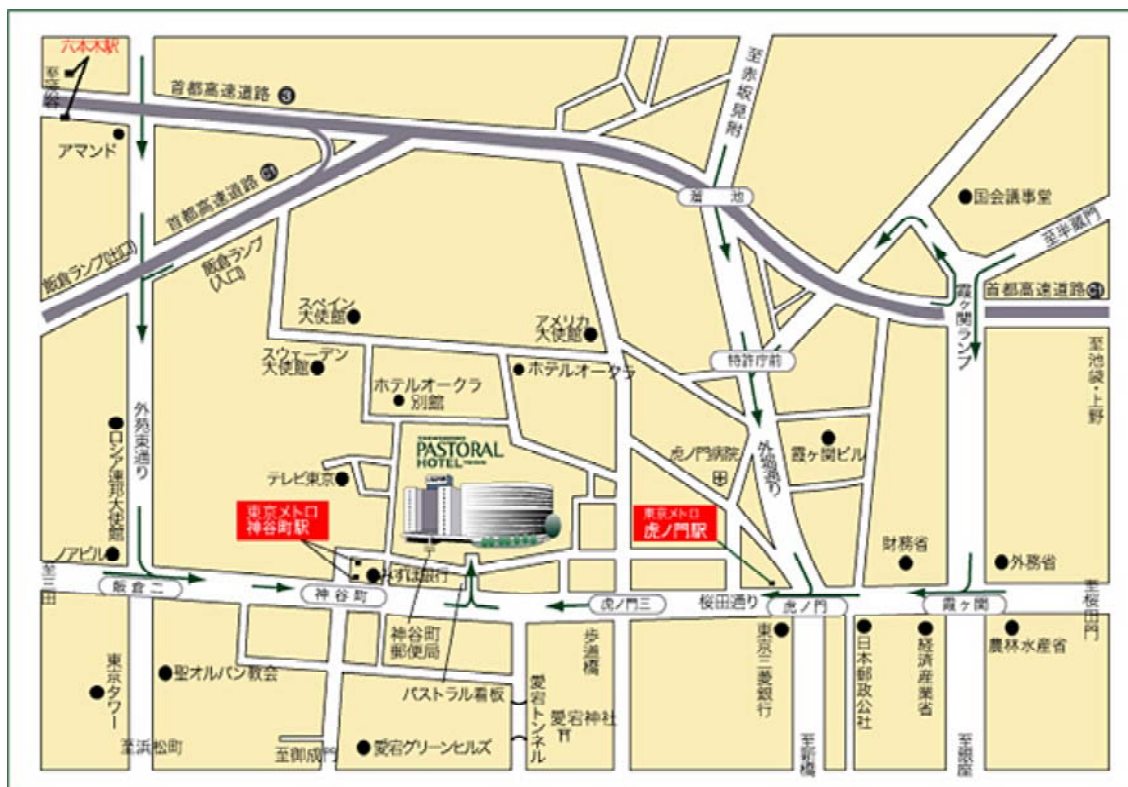 六本木駅
至渋谷
首都高速道路 3
アマンド
首都高速道路 C1
飯倉ランプ(出口)
飯倉ランプ
(入口)
至赤坂見附
溜池
国会議事堂
至半蔵門
首都高速道路 C1
霞ヶ関ランプ
至池袋・上野
スペイン
大使館
アメリカ
大使館
特許庁前
スウェーデン
大使館
ホテルオークラ
ホテルオークラ
別館
外苑東通り
ロシア連邦大使館
PASTORAL
HOTEL
虎ノ門病院
外堀通り
霞ヶ関ビル
テレビ東京
東京メトロ
神谷町駅
東京メトロ
虎ノ門駅
財務省
外務省
ノアビル
みずほ銀行
至三田
飯倉二
神谷町
虎ノ門三
桜田通り
虎ノ門
霞ヶ関
至桜田門
神谷町
郵便局
歩道橋
東京三菱銀行
日本郵政公社
経済産業省
農林水産省
東京タワー
聖オルバン教会
パストラル看板
愛宕トンネル
愛宕神社
至浜松町
至御成門
愛宕グリーンヒルズ
至新橋
至銀座